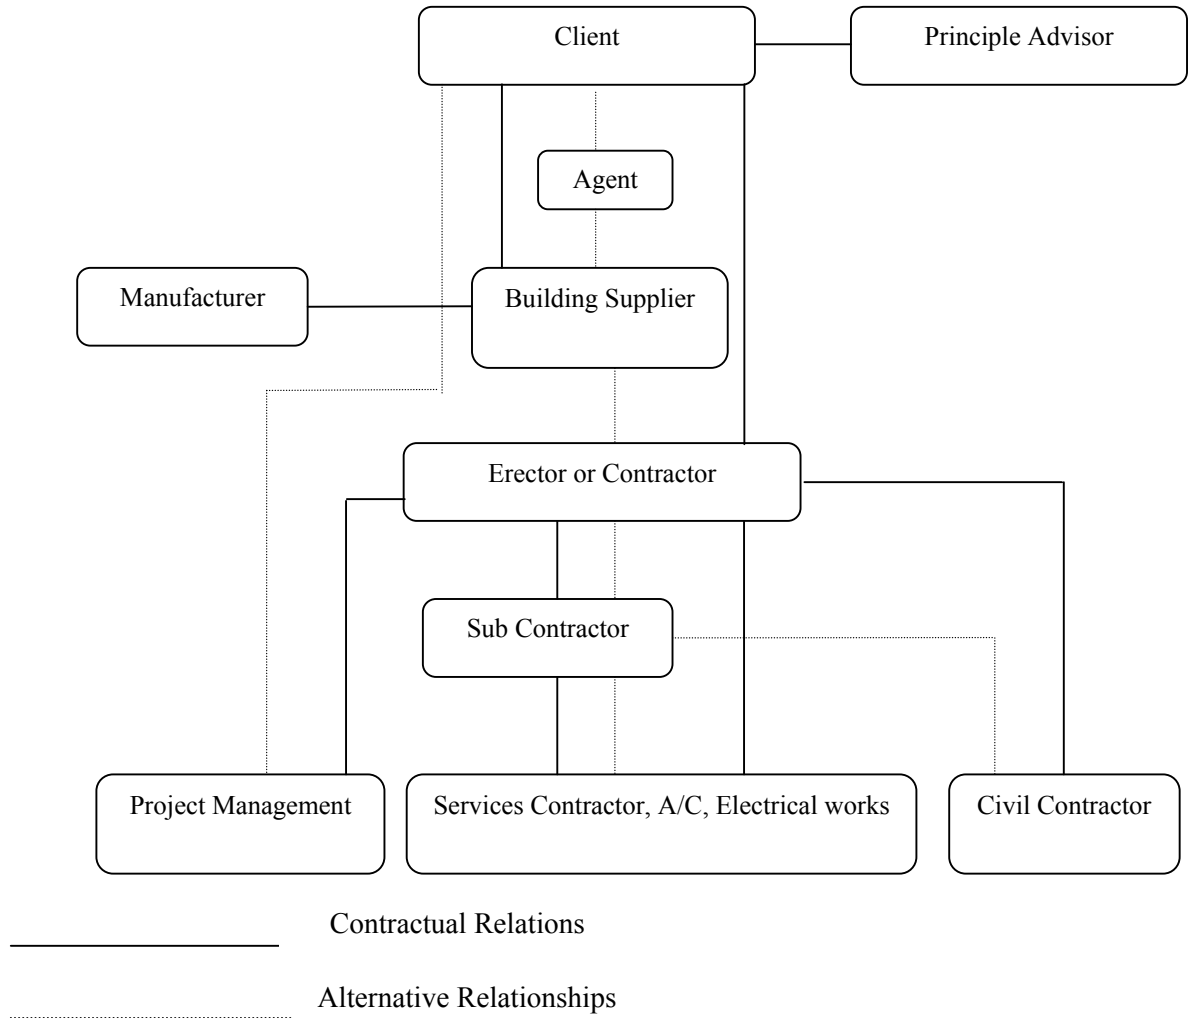 Client
Principle Advisor
Agent
Manufacturer
Building Supplier
Erector or Contractor
Sub Contractor
Project Management
Services Contractor, A/C, Electrical works
Civil Contractor
Contractual Relations
Alternative Relationships